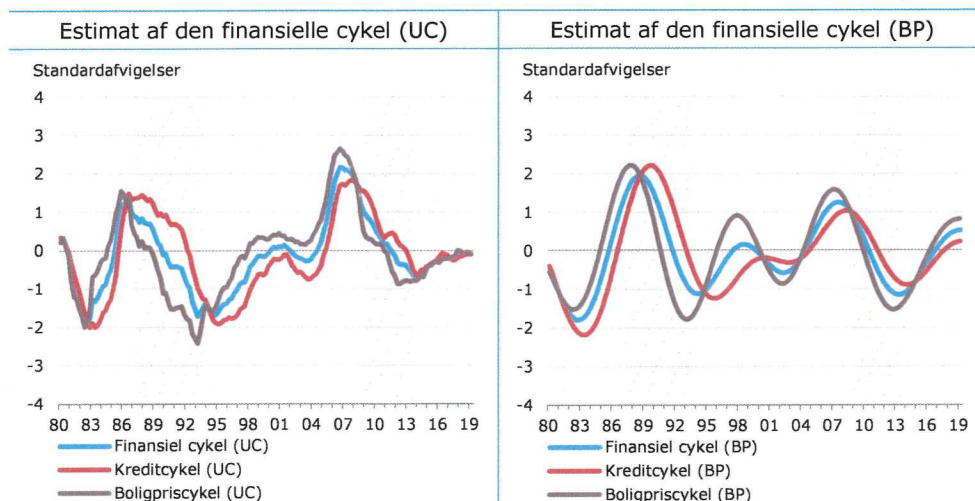 Estimat af den finansielle cykel (UC)
Standardafvigelser
4
3
2
1
0
-1
-2
-3
-4
80 83 86 89 92 95 98 01 04 07 10 13 16 19
Finansiel cykel (UC)
Kreditcykel (UC)
Boligpriscykel (UC)
Estimat af den finansielle cykel (BP)
Standardafvigelser
4
3
2
1
0
-1
-2
-3
-4
80 83 86 89 92 95 98 01 04 07 10 13 16 19
Finansiel cykel (BP)
Kreditcykel (BP)
Boligpriscykel (BP)